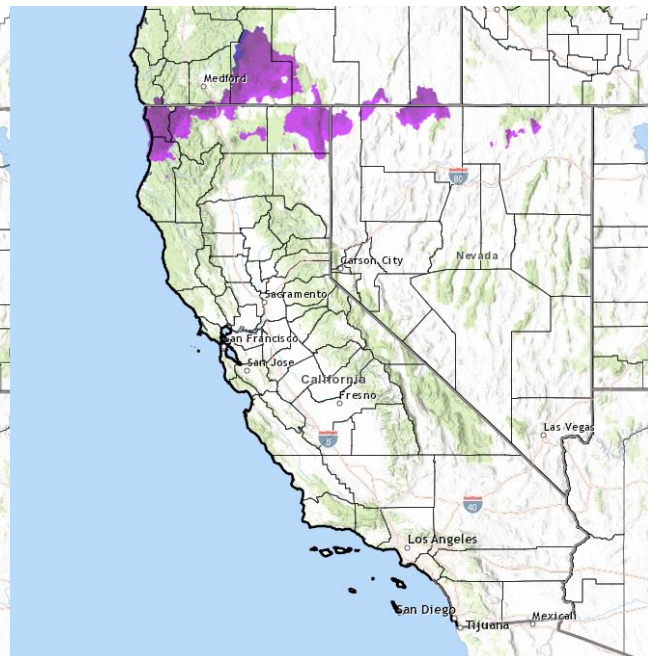 Medford
80
Nevada
Carson City
Sacramento
San Francisco
San Jose
California
Fresno
5
Las Vegas
40
Los Angeles
San Diego
Mexicali
Tijuana